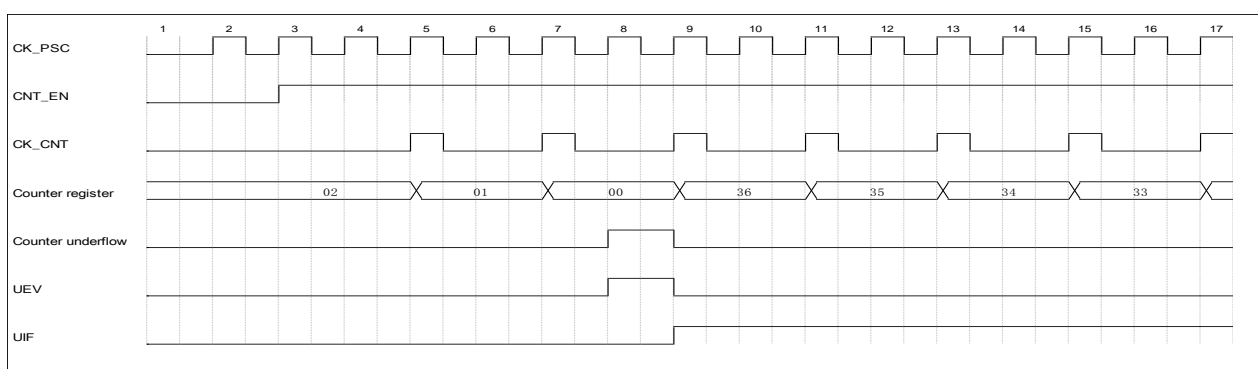 1 2 3 4 5 6 7 8 9 10 11 12 13 14 15 16 17
CK_PSC
CNT_EN
CK_CNT
Counter register 02 01 00 36 35 34 33
Counter underflow
UEV
UIF